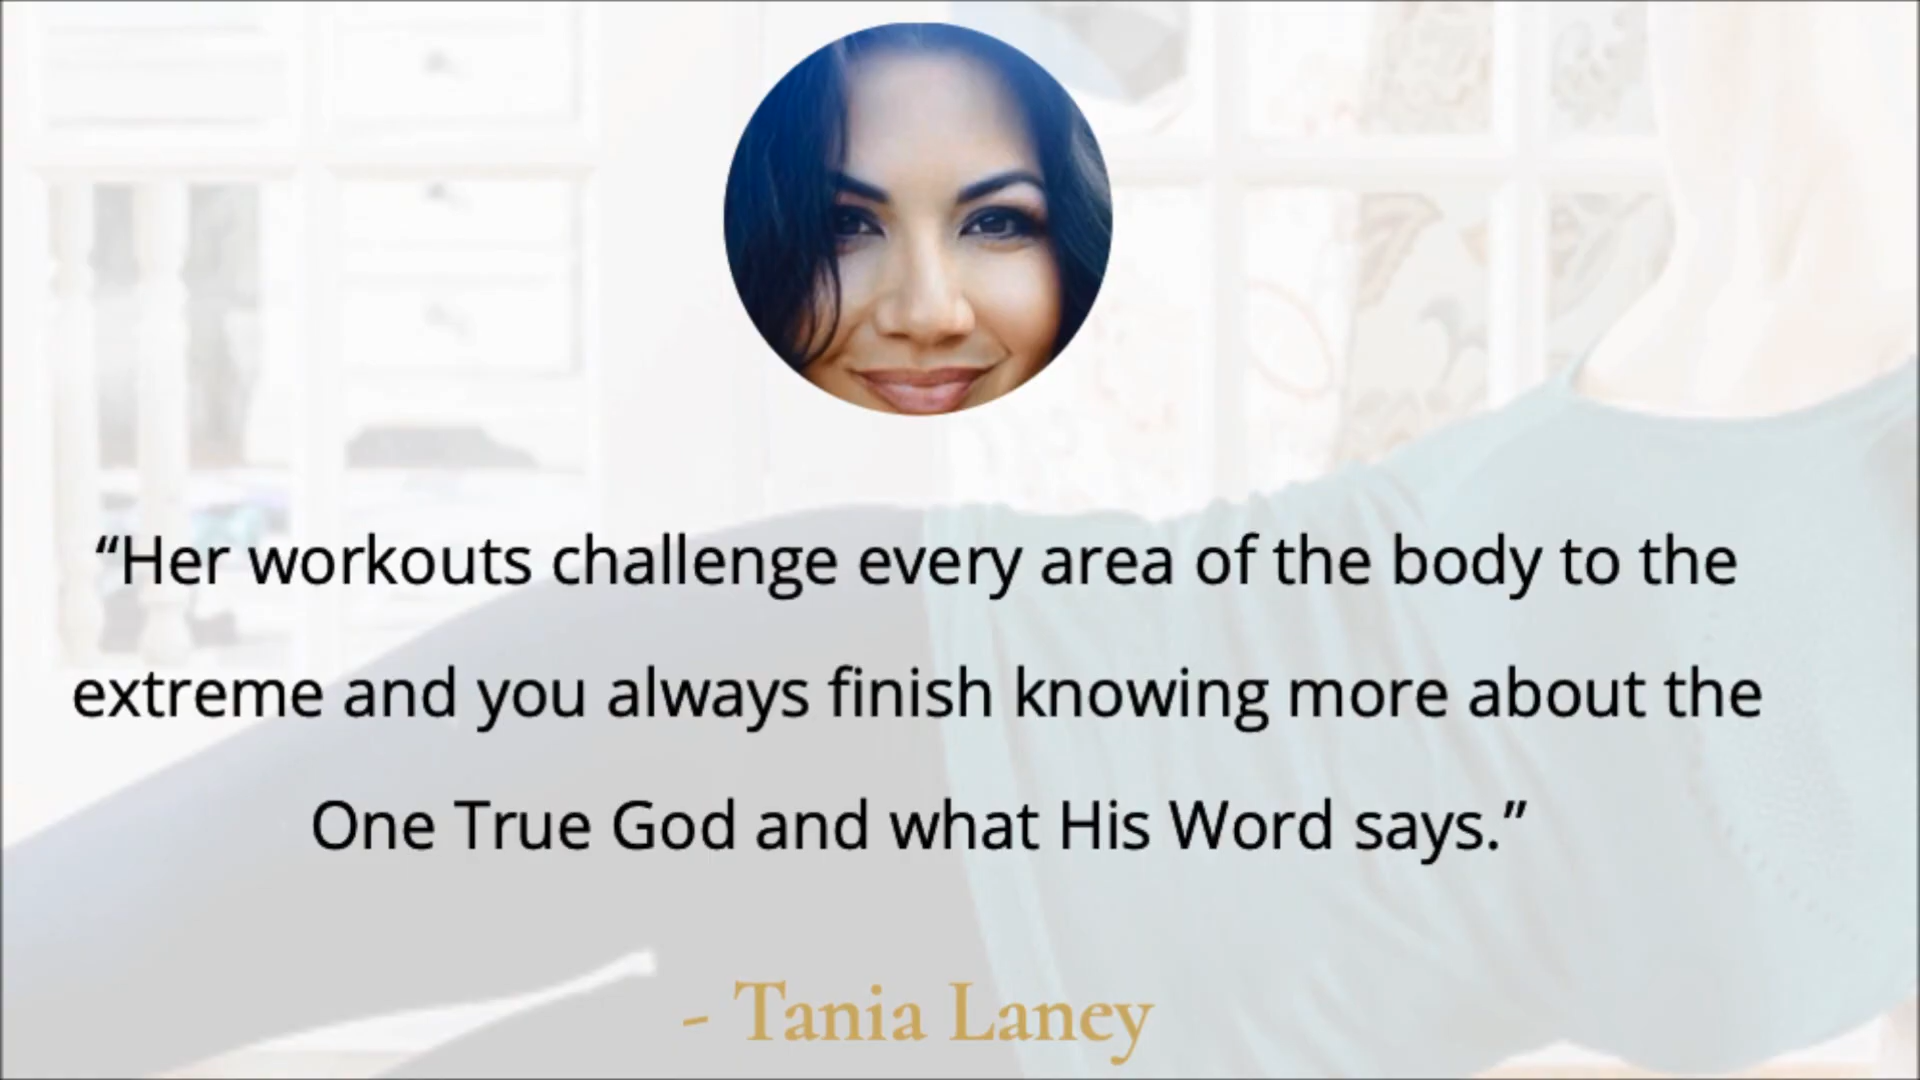 “Her workouts challenge every area of the body to the
extreme and you always finish knowing more about the
One True God and what His Word says.”
- Tania Laney